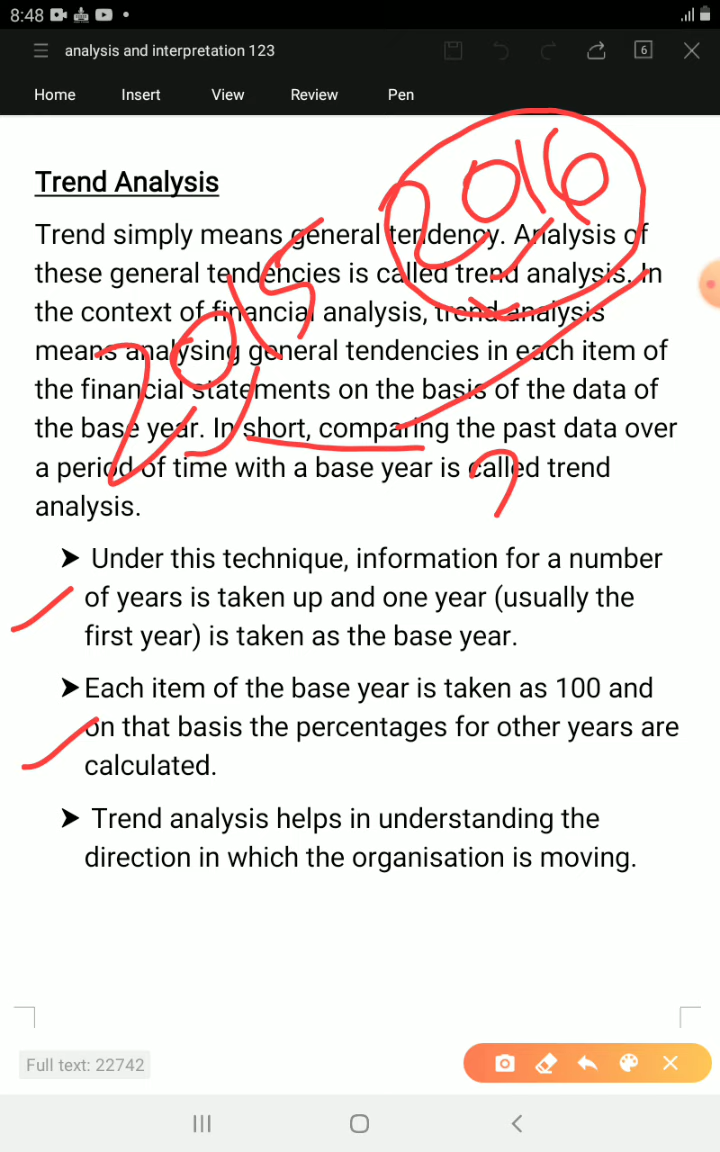 8:48
analysis and interpretation 123
6
Home Insert View Review Pen
Trend Analysis
2016
Trend simply means general tendency. Analysis of
these general tendencies is called trend analysis. In
the context of financial analysis, trend analysis
2015
means analysing general tendencies in each item of
the financial statements on the basis of the data of
the base year. In short, comparing the past data over
a period of time with a base year is called trend
analysis.
➤ Under this technique, information for a number
of years is taken up and one year (usually the
first year) is taken as the base year.
➤ Each item of the base year is taken as 100 and
on that basis the percentages for other years are
calculated.
➤ Trend analysis helps in understanding the
direction in which the organisation is moving.
Full text: 22742